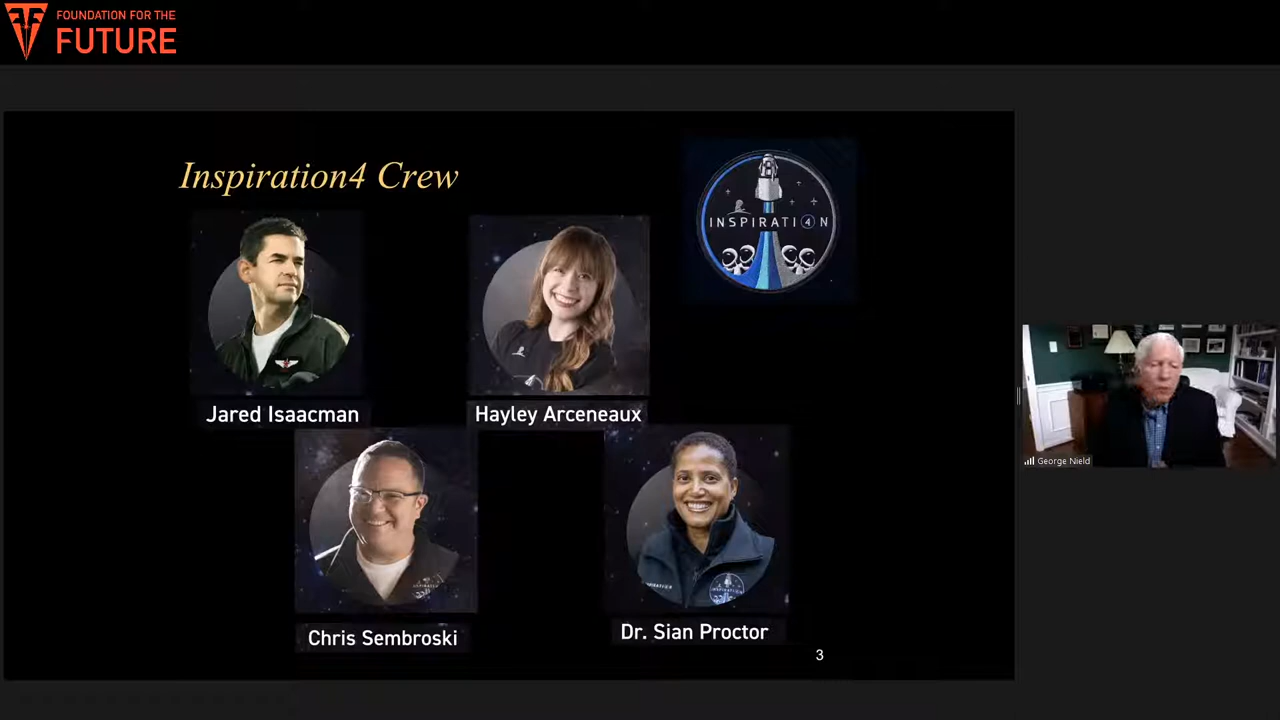 FOUNDATION FOR THE
FUTURE
Inspiration4 Crew
INSPIRATI4N
Jared Isaacman
Hayley Arceneaux
George Nield
Chris Sembroski
Dr. Sian Proctor
3